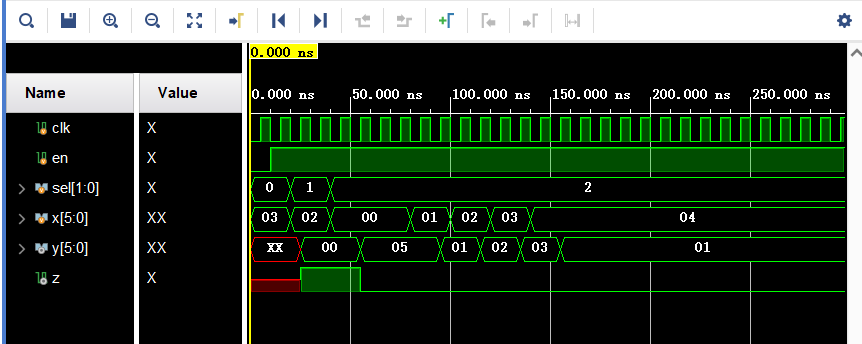 0.000 ns
Name Value 0.000 ns 50.000 ns 100.000 ns 150.000 ns 200.000 ns 250.000 ns
clk X
en X
sel[1:0] X 0 1 2
x[5:0] XX 03 02 00 01 02 03 04
y[5:0] XX XX 00 05 01 02 03 01
z X